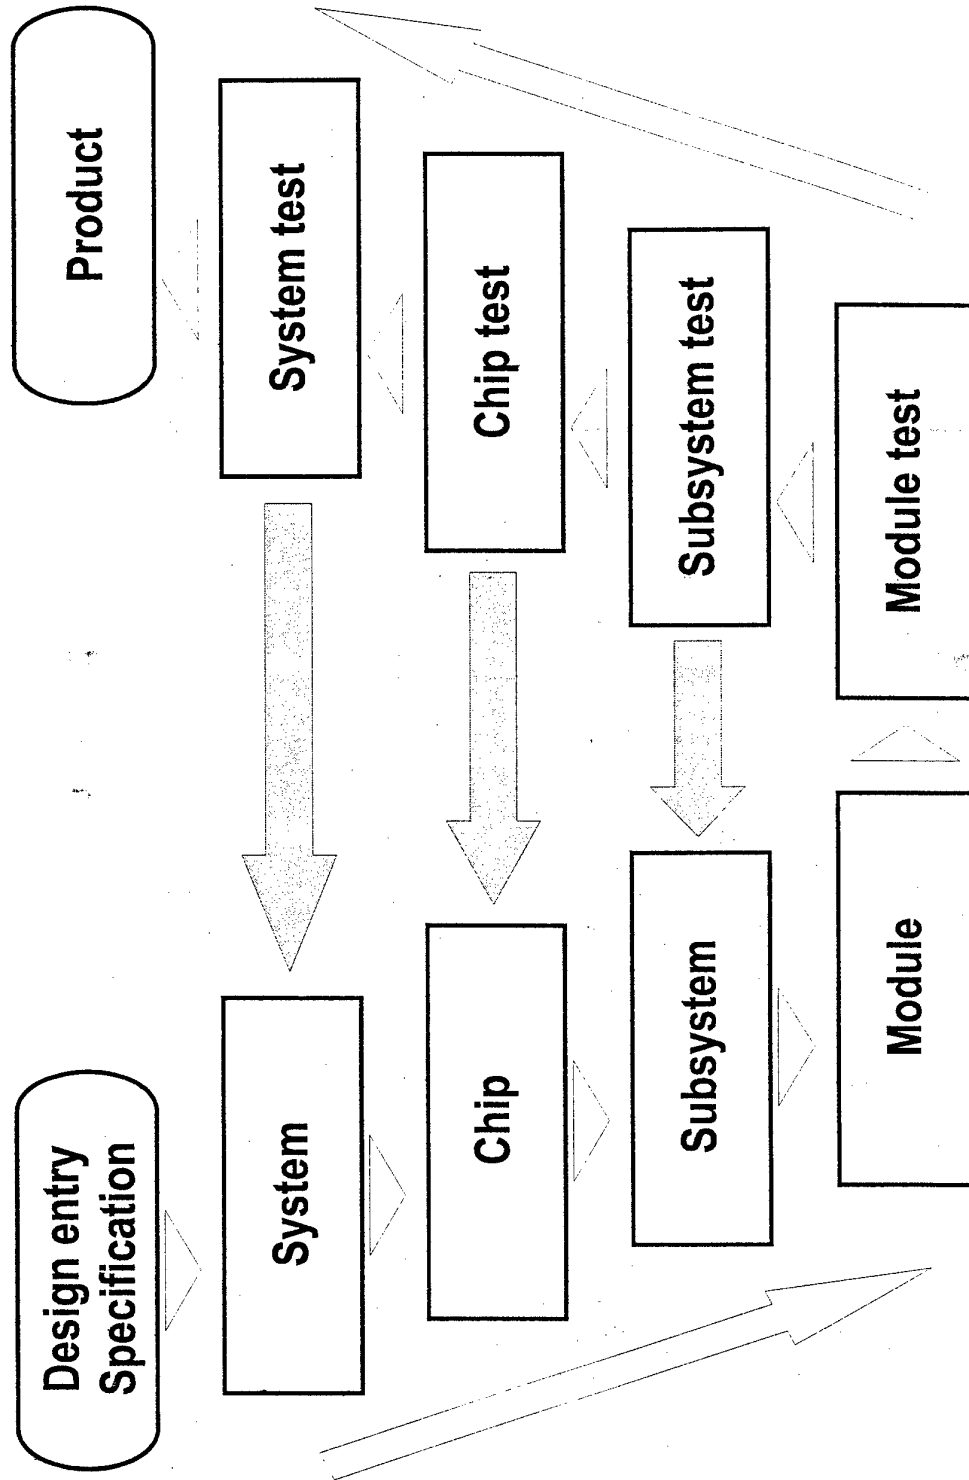 Design entry
Specification
Product
System
System test
Chip
Chip test
Subsystem
Subsystem test
Module
Module test